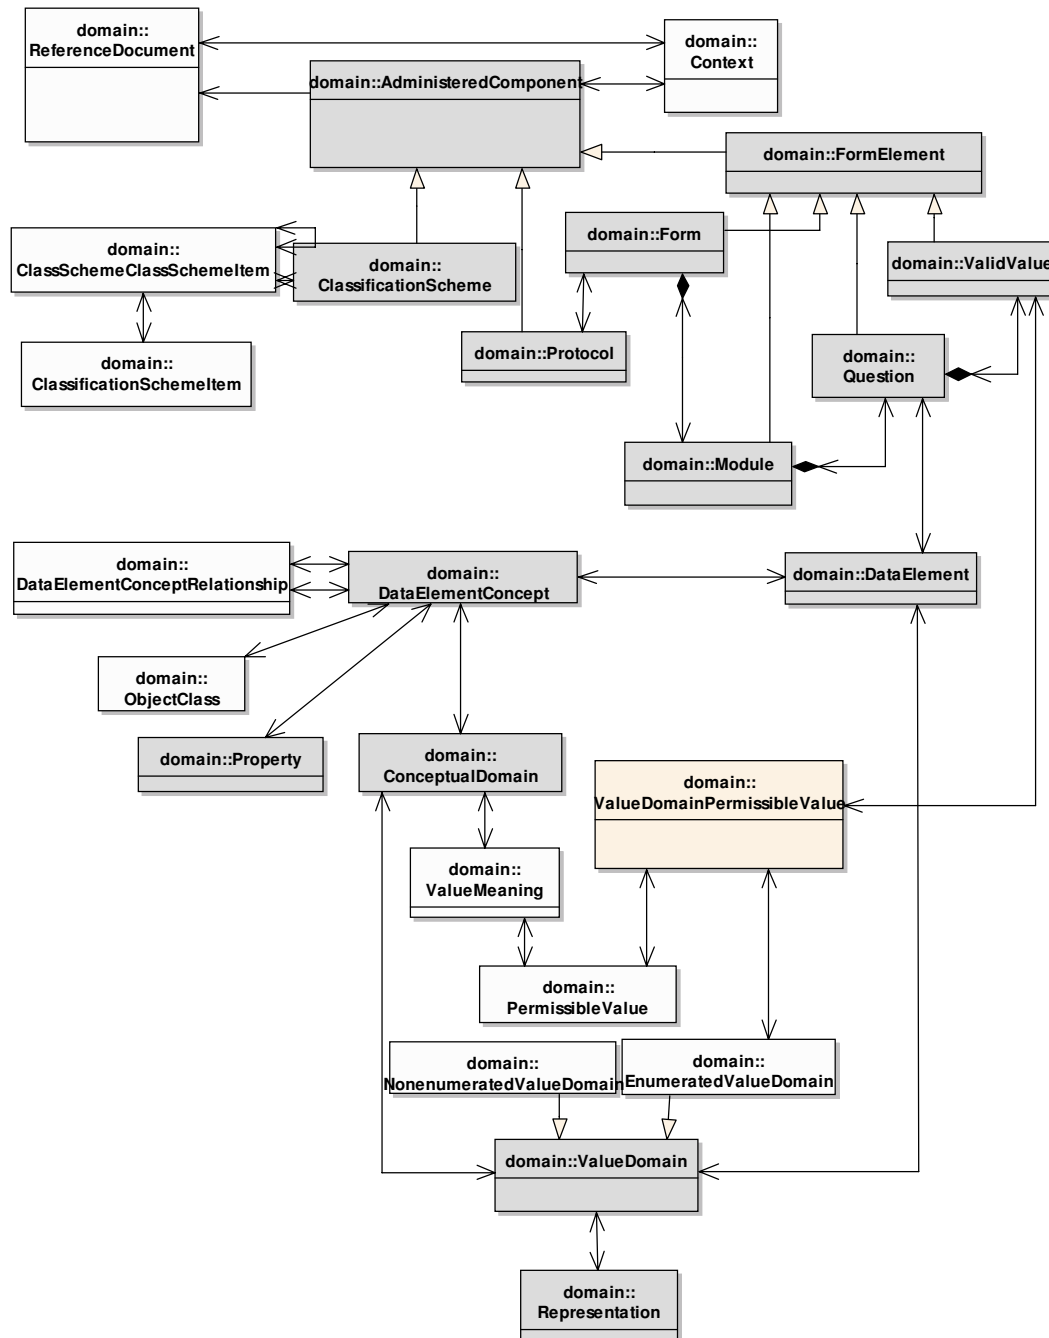 domain::
ReferenceDocument
domain::
Context
domain::AdministeredComponent
domain::FormElement
domain::Form
domain::
ClassSchemeClassSchemeItem
domain::
ClassificationScheme
domain::ValidValue
domain::Protocol
domain::
Question
domain::
ClassificationSchemeItem
domain::Module
domain::
DataElementConceptRelationship
domain::
DataElementConcept
domain::DataElement
domain::
ObjectClass
domain::Property
domain::
ConceptualDomain
domain::
ValueDomainPermissibleValue
domain::
ValueMeaning
domain::
PermissibleValue
domain::
NonenumeratedValueDomain
domain::
EnumeratedValueDomain
domain::ValueDomain
domain::
Representation